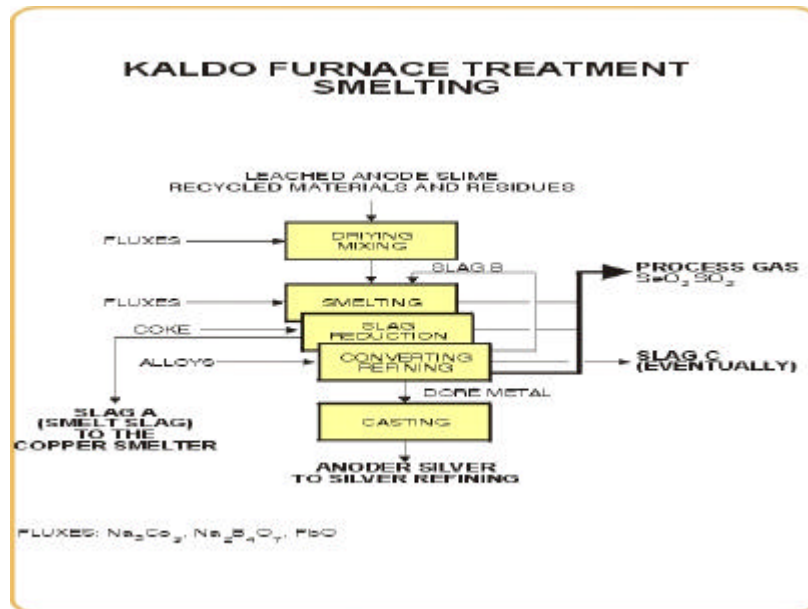 KALDO FURNACE TREATMENT
SMELTING
LEACHED ANODE SLIME
RECYCLED MATERIALS AND RESIDUES
FLUXES
DRYING
MIXING
SLAG B
PROCESS GAS
SeO2 SO2
FLUXES
SMELTING
COKE
SLAG
REDUCTION
ALLOYS
CONVERTING
REFINING
SLAG C
(EVENTUALLY)
DORE METAL
SLAG A
(SMELT SLAG)
TO THE
COPPER SMELTER
CASTING
ANODER SILVER
TO SILVER REFINING
FLUXES: Na2Co3, Na2B4O7, PbO